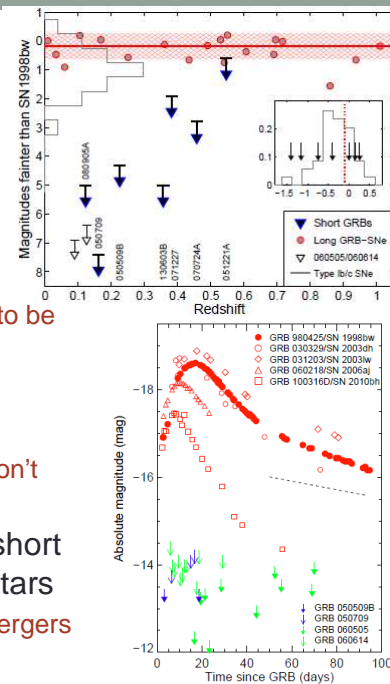 Magnitudes fainter than SN1998bw
1
0
1
2
3
4
5
6
7
8
080905A
050709
050509B
130603B
071227
070724A
051221A
0.2
0.1
0
−1.5 −1 −0.5 0 0.5
Short GRBs
Long GRB−SNe
060505/060614
Type Ib/c SNe
0 0.1 0.2 0.3 0.4 0.5 0.6 0.7 0.8 0.9 1
Redshift
to be
on't
short
tars
ergers
Absolute magnitude (mag)
−18
−16
−14
−12
GRB 980425/SN 1998bw
GRB 030329/SN 2003dh
GRB 031203/SN 2003lw
GRB 060218/SN 2006aj
GRB 100316D/SN 2010bh
GRB 050509B
GRB 050709
GRB 060505
GRB 060614
0 20 40 60 80 100
Time since GRB (days)